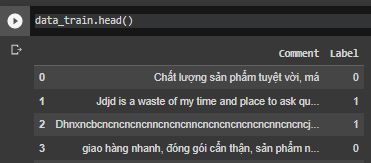 data_train.head()
Comment Label
0 Chất lượng sản phẩm tuyệt vời, má 0
1 Jdjd is a waste of my time and place to ask qu... 1
2 Dhnxncbcncncncncnncncncnncncncncncncnncncncj... 1
3 giao hàng nhanh, đóng gói cẩn thận, sản phẩm n... 0